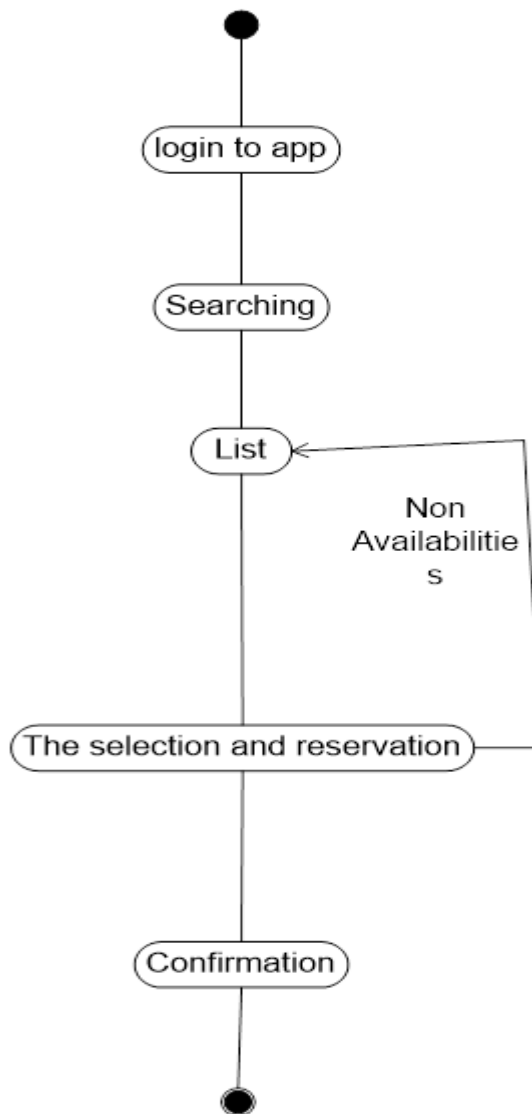 login to app
Searching
List
Non
Availabilitie
s
The selection and reservation
Confirmation